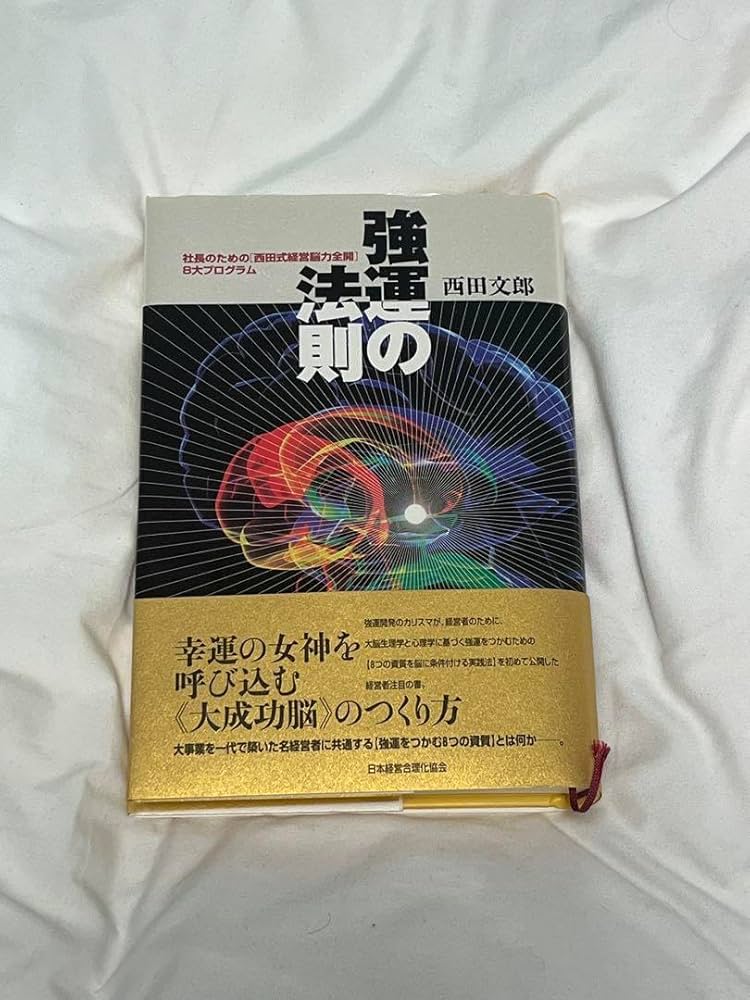 社長のための[西田式経営脳力全開]
8大プログラム
強運の
法則
西田文郎
幸運の女神を
呼び込む
《大成功脳》のつくり方
強運開発のカリスマが、経営者のために、
大脳生理学と心理学に基づく強運をつかむための
【8つの資質を脳に条件付ける実践法】を初めて公開した
経営者注目の書。
大事業を一代で築いた名経営者に共通する【強運をつかむ8つの資質】とは何か――。
日本経営合理化協会